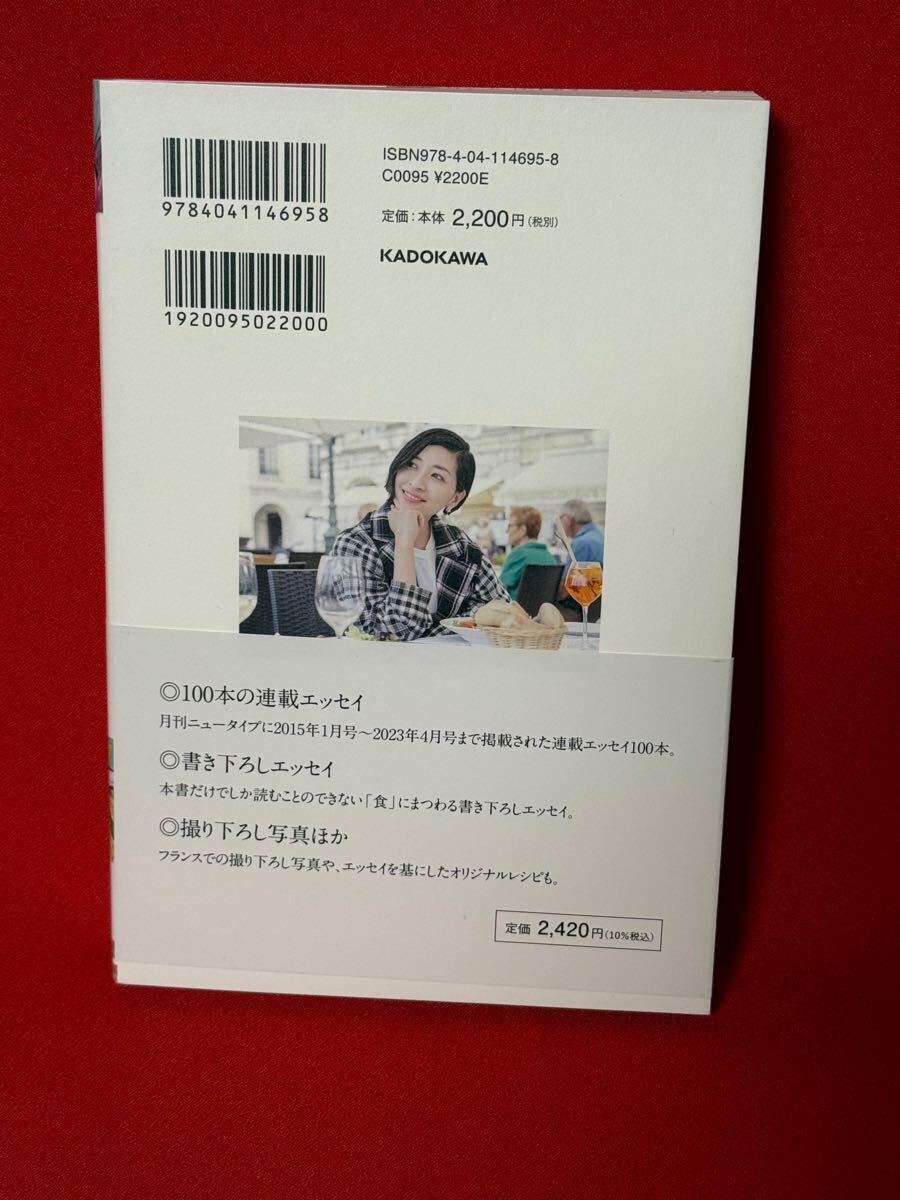 9784041146958
ISBN978-4-04-114695-8
C0095 ¥2200E
定価：本体 2,200円（税別）
KADOKAWA
1920095022000
◎100本の連載エッセイ
月刊ニュータイプに2015年1月号〜2023年4月号まで掲載された連載エッセイ100本。
◎書き下ろしエッセイ
本書だけでしか読むことのできない「食」にまつわる書き下ろしエッセイ。
◎撮り下ろし写真ほか
フランスでの撮り下ろし写真や、エッセイを基にしたオリジナルレシピも。
定価 2,420円（10%税込）